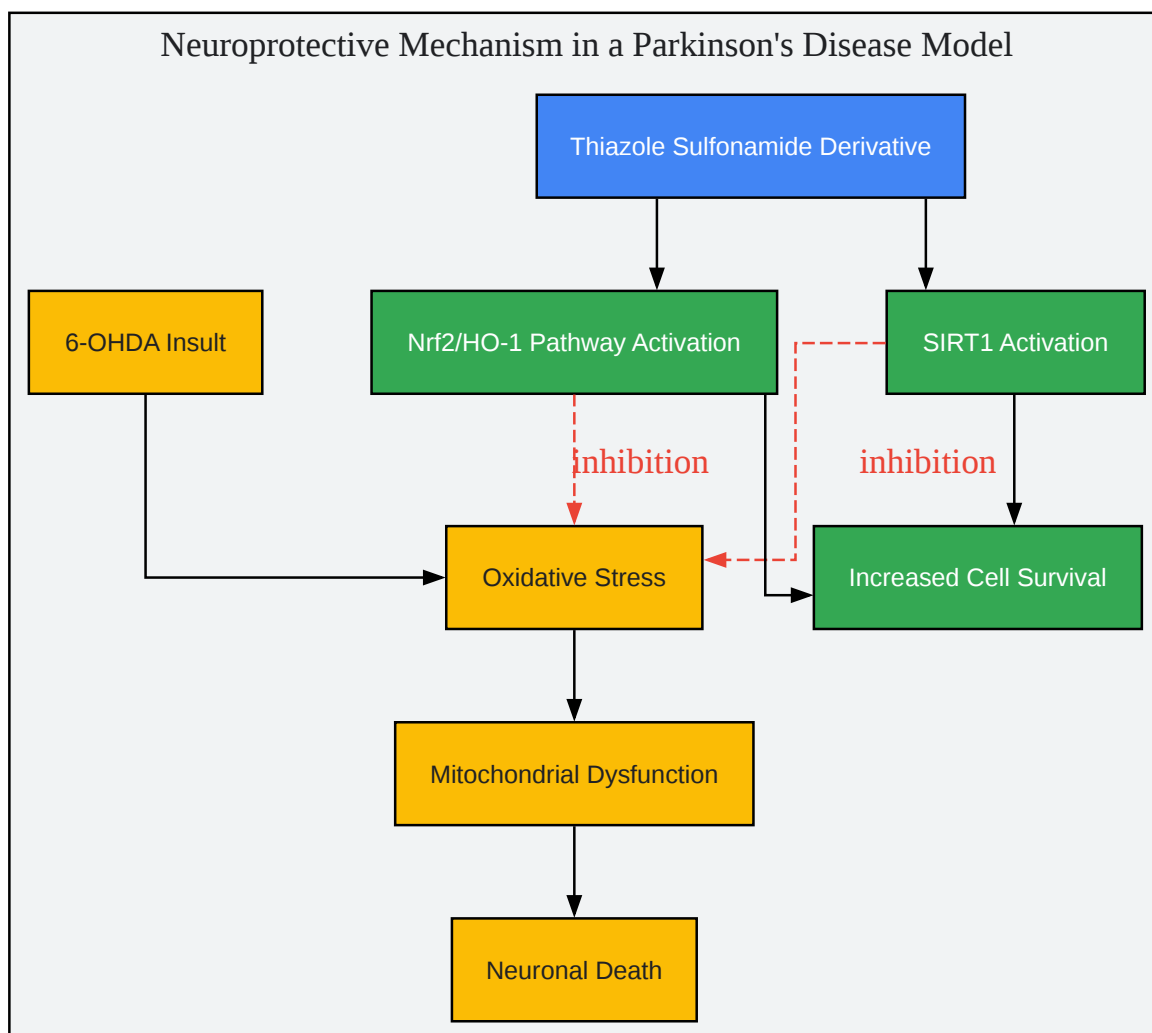 Neuroprotective Mechanism in a Parkinson's Disease Model
Thiazole Sulfonamide Derivative
6-OHDA Insult
Nrf2/HO-1 Pathway Activation
SIRT1 Activation
inhibition
inhibition
Oxidative Stress
Increased Cell Survival
Mitochondrial Dysfunction
Neuronal Death